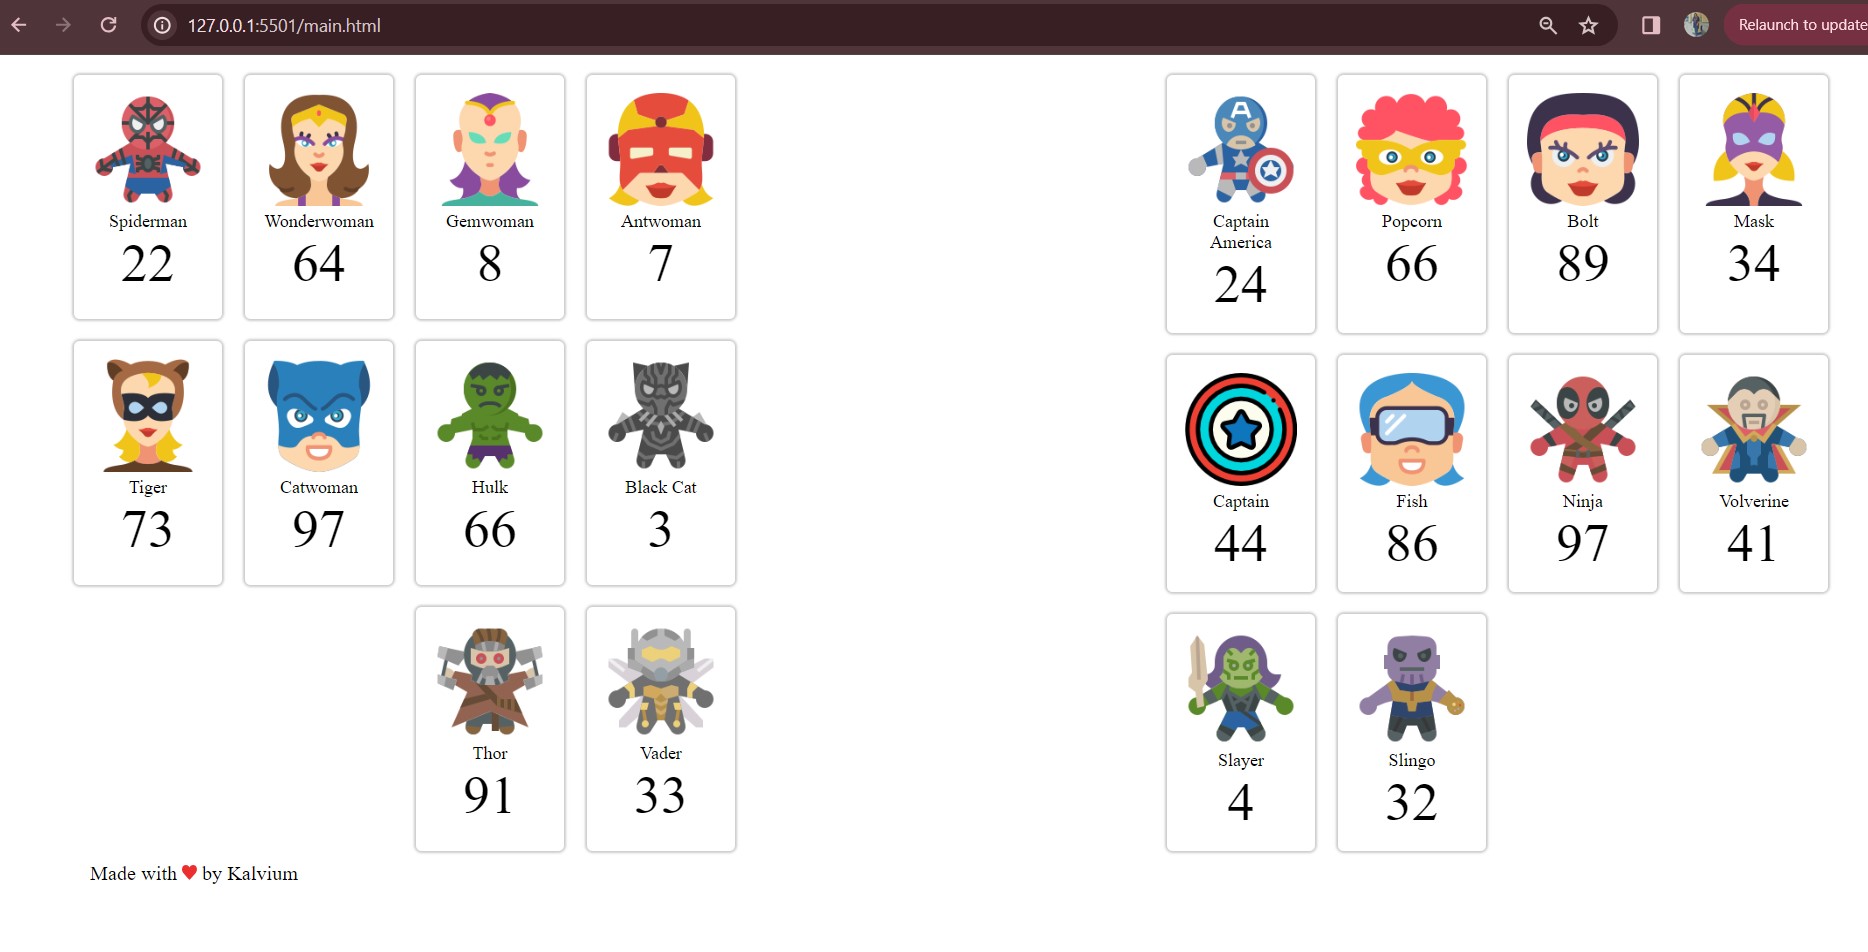 127.0.0.1:5501/main.html
Relaunch to update
Spiderman
22
Wonderwoman
64
Gemwoman
8
Antwoman
7
A
Captain
America
24
Popcorn
66
Bolt
89
Mask
34
Tiger
73
Catwoman
97
Hulk
66
Black Cat
3
Captain
44
Fish
86
Ninja
97
Volverine
41
Thor
91
Vader
33
Slayer
4
Slingo
32
Made with ❤ by Kalvium